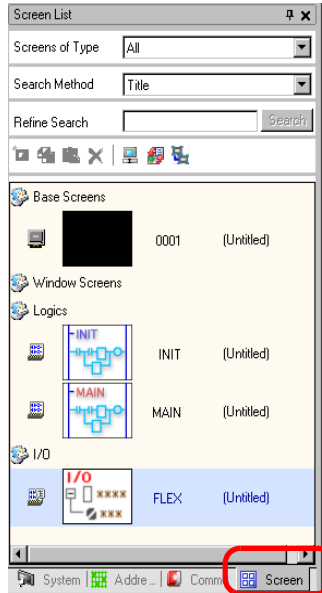 Screen List
Screens of Type All
Search Method Title
Refine Search Search
Base Screens
0001 (Untitled)
Window Screens
Logics
INIT INIT (Untitled)
MAIN MAIN (Untitled)
I/O
I/O
**** 
*** FLEX (Untitled)
System Addre... Comm Screen